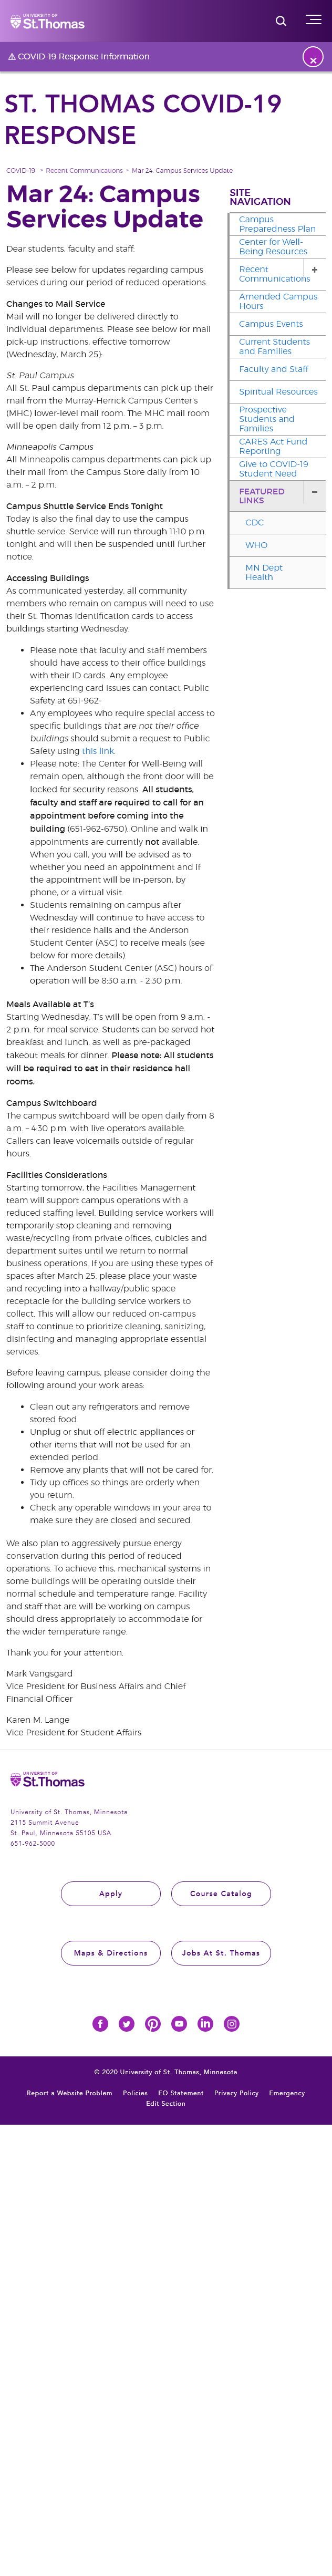 UNIVERSITY OF
St.Thomas
COVID-19 Response Information
ST. THOMAS COVID-19
RESPONSE
COVID-19 Recent Communications Mar 24: Campus Services Update
Mar 24: Campus
Services Update
Dear students, faculty and staff:
Please see below for updates regarding campus
services during our period of reduced operations.
Changes to Mail Service
Mail will no longer be delivered directly to
individual departments. Please see below for mail
pick-up instructions, effective tomorrow
(Wednesday, March 25):
St. Paul Campus
All St. Paul campus departments can pick up their
mail from the Murray-Herrick Campus Center's
(MHC) lower-level mail room. The MHC mail room
will be open daily from 12 p.m. – 3 p.m.
Minneapolis Campus
All Minneapolis campus departments can pick up
their mail from the Campus Store daily from 10
a.m. – 2 p.m.
Campus Shuttle Service Ends Tonight
Today is also the final day to use the campus
shuttle service. Service will run through 11:10 p.m.
tonight and will then be suspended until further
notice.
Accessing Buildings
As communicated yesterday, all community
members who remain on campus will need to use
their St. Thomas identification cards to access
buildings starting Wednesday.
Please note that faculty and staff members
should have access to their office buildings
with their ID cards. Any employee
experiencing card issues can contact Public
Safety at 651-962-
Any employees who require special access to
specific buildings that are not their office
buildings should submit a request to Public
Safety using this link.
Please note: The Center for Well-Being will
remain open, although the front door will be
locked for security reasons. All students,
faculty and staff are required to call for an
appointment before coming into the
building (651-962-6750). Online and walk in
appointments are currently not available.
When you call, you will be advised as to
whether you need an appointment and if
the appointment will be in-person, by
phone, or a virtual visit.
Students remaining on campus after
Wednesday will continue to have access to
their residence halls and the Anderson
Student Center (ASC) to receive meals (see
below for more details).
The Anderson Student Center (ASC) hours of
operation will be 8:30 a.m. - 2:30 p.m.
Meals Available at T's
Starting Wednesday, T's will be open from 9 a.m. -
2 p.m. for meal service. Students can be served hot
breakfast and lunch, as well as pre-packaged
takeout meals for dinner. Please note: All students
will be required to eat in their residence hall
rooms.
Campus Switchboard
The campus switchboard will be open daily from 8
a.m. – 4:30 p.m. with live operators available.
Callers can leave voicemails outside of regular
hours.
Facilities Considerations
Starting tomorrow, the Facilities Management
team will support campus operations with a
reduced staffing level. Building service workers will
temporarily stop cleaning and removing
waste/recycling from private offices, cubicles and
department suites until we return to normal
business operations. If you are using these types of
spaces after March 25, please place your waste
and recycling into a hallway/public space
receptacle for the building service workers to
collect. This will allow our reduced on-campus
staff to continue to prioritize cleaning, sanitizing,
disinfecting and managing appropriate essential
services.
Before leaving campus, please consider doing the
following around your work areas:
Clean out any refrigerators and remove
stored food.
Unplug or shut off electric appliances or
other items that will not be used for an
extended period.
Remove any plants that will not be cared for.
Tidy up offices so things are orderly when
you return.
Check any operable windows in your area to
make sure they are closed and secured.
We also plan to aggressively pursue energy
conservation during this period of reduced
operations. To achieve this, mechanical systems in
some buildings will be operating outside their
normal schedule and temperature range. Facility
and staff that are will be working on campus
should dress appropriately to accommodate for
the wider temperature range.
Thank you for your attention.
Mark Vangsgard
Vice President for Business Affairs and Chief
Financial Officer
Karen M. Lange
Vice President for Student Affairs
SITE
NAVIGATION
Campus
Preparedness Plan
Center for Well-
Being Resources
Recent
Communications
Amended Campus
Hours
Campus Events
Current Students
and Families
Faculty and Staff
Spiritual Resources
Prospective
Students and
Families
CARES Act Fund
Reporting
Give to COVID-19
Student Need
FEATURED
LINKS
CDC
WHO
MN Dept
Health
UNIVERSITY OF
St.Thomas
University of St. Thomas, Minnesota
2115 Summit Avenue
St. Paul, Minnesota 55105 USA
651-962-5000
Apply
Course Catalog
Maps & Directions
Jobs At St. Thomas
© 2020 University of St. Thomas, Minnesota
Report a Website Problem Policies EO Statement Privacy Policy Emergency
Edit Section